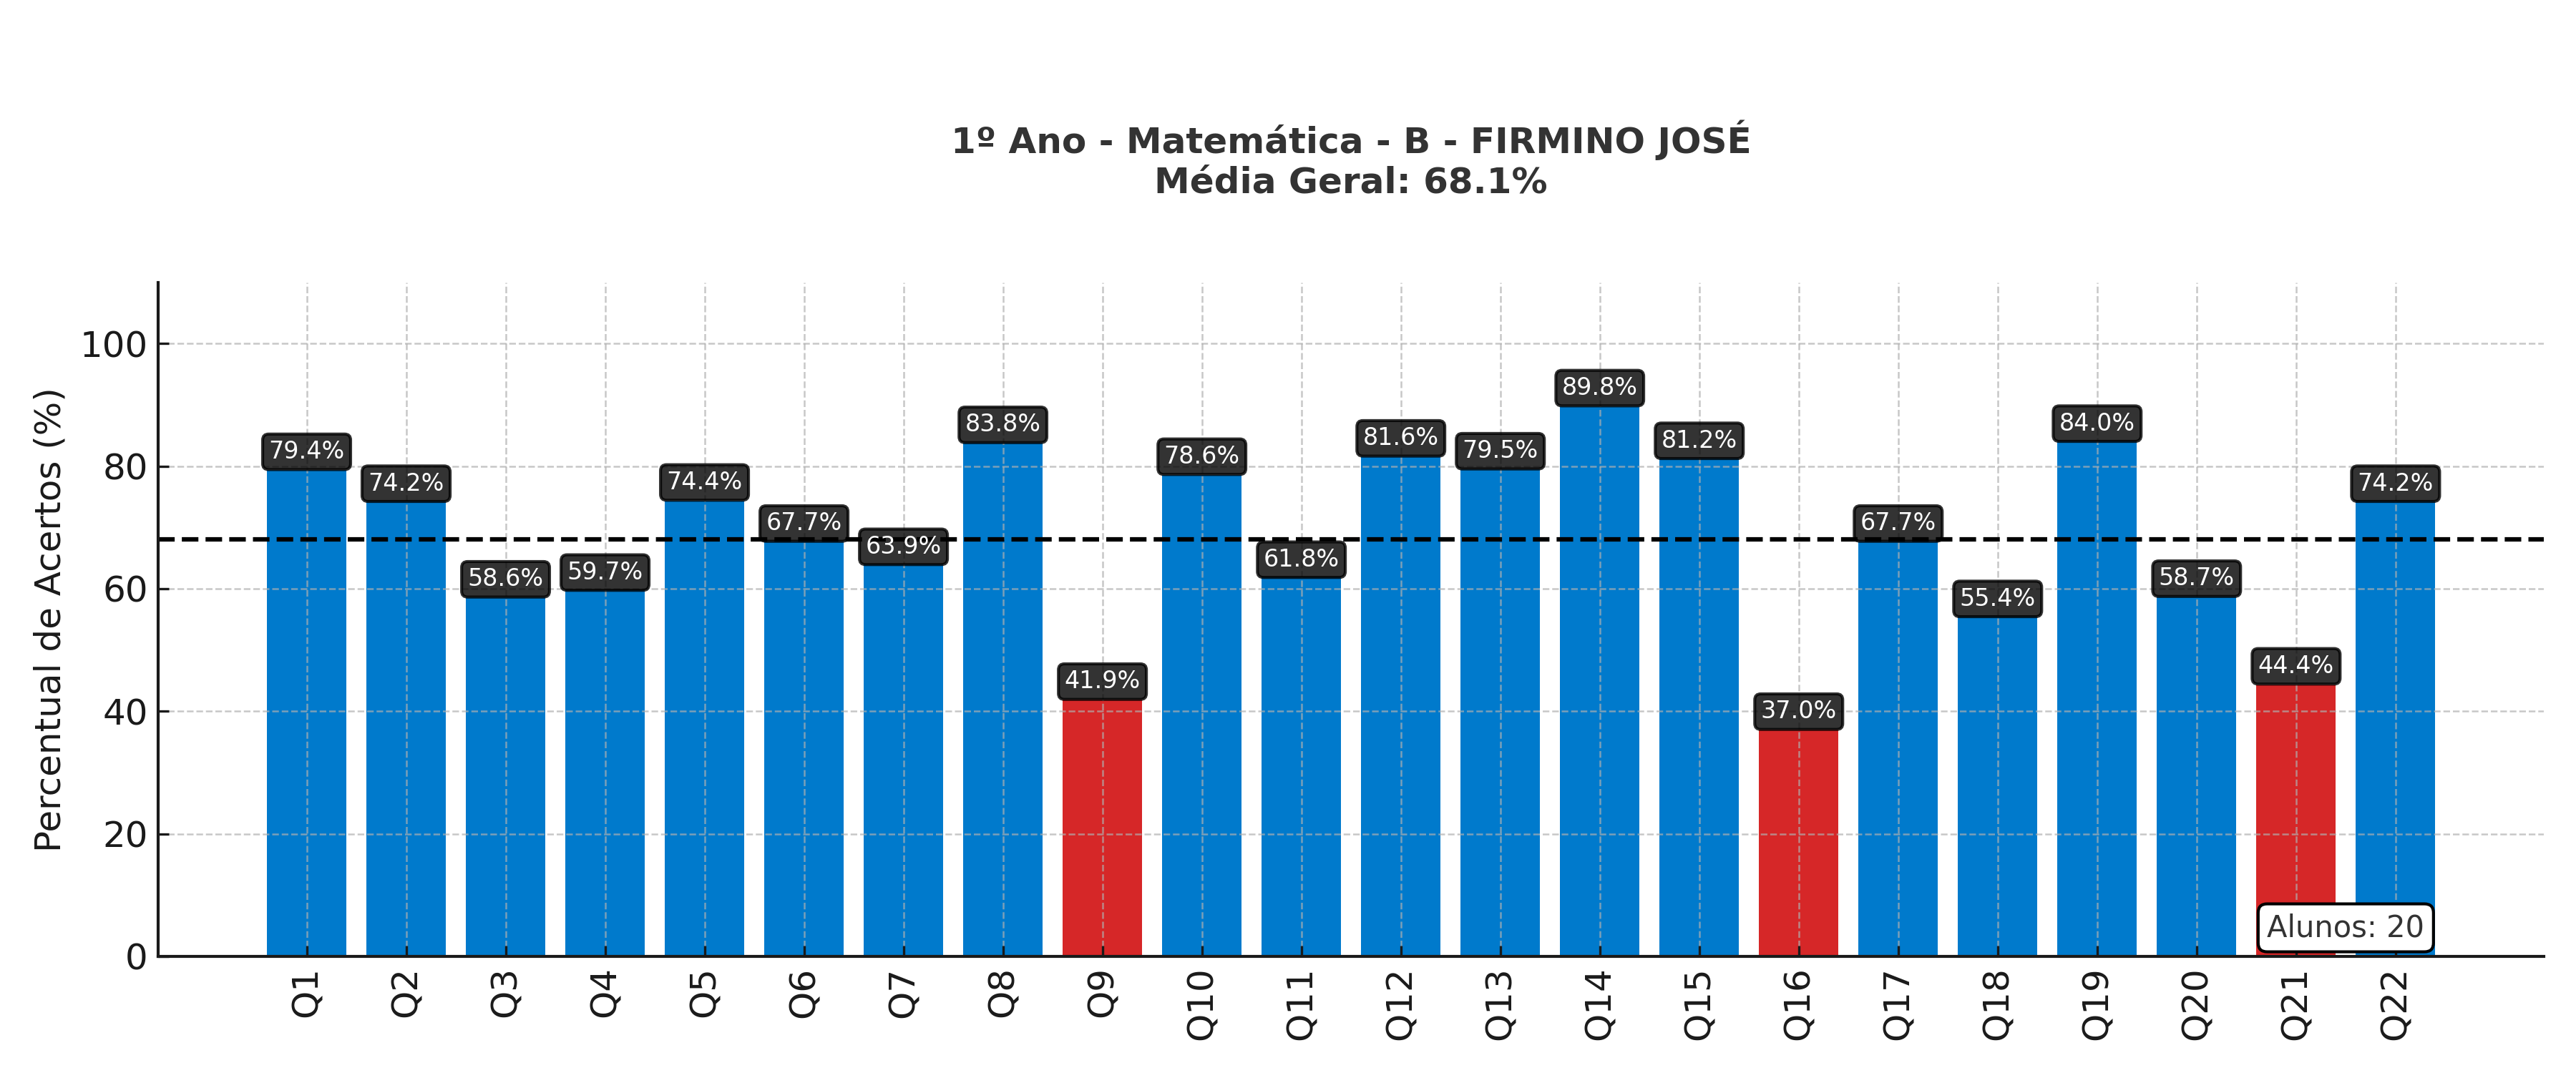 1º Ano - Matemática - B - FIRMINO JOSÉ
Média Geral: 68.1%
Percentual de Acertos (%)
100
80
60
40
20
0
79.4%
74.2%
58.6%
59.7%
74.4%
67.7%
63.9%
83.8%
41.9%
78.6%
61.8%
81.6%
79.5%
89.8%
81.2%
37.0%
67.7%
55.4%
84.0%
58.7%
44.4%
74.2%
Alunos: 20
Q1
Q2
Q3
Q4
Q5
Q6
Q7
Q8
Q9
Q10
Q11
Q12
Q13
Q14
Q15
Q16
Q17
Q18
Q19
Q20
Q21
Q22